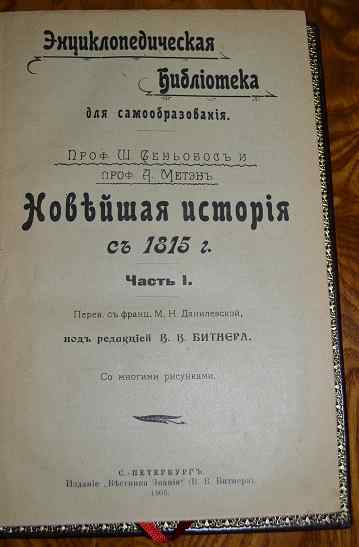 Энциклопедическая
Библіотека
для самообразованія.
Проф. Ш. Сеньобосъ и
проф. А. Метэнъ
Новѣйшая исторія
съ 1815 г.
Часть I.
Перев. съ франц. М. Н. Данилевской,
подъ редакціей В. В. БИТНЕРА.
Со многими рисунками.
С.-ПЕТЕРБУРГЪ.
Изданіе „Вѣстника Знанія“ (В. В. Битнера).
1905.